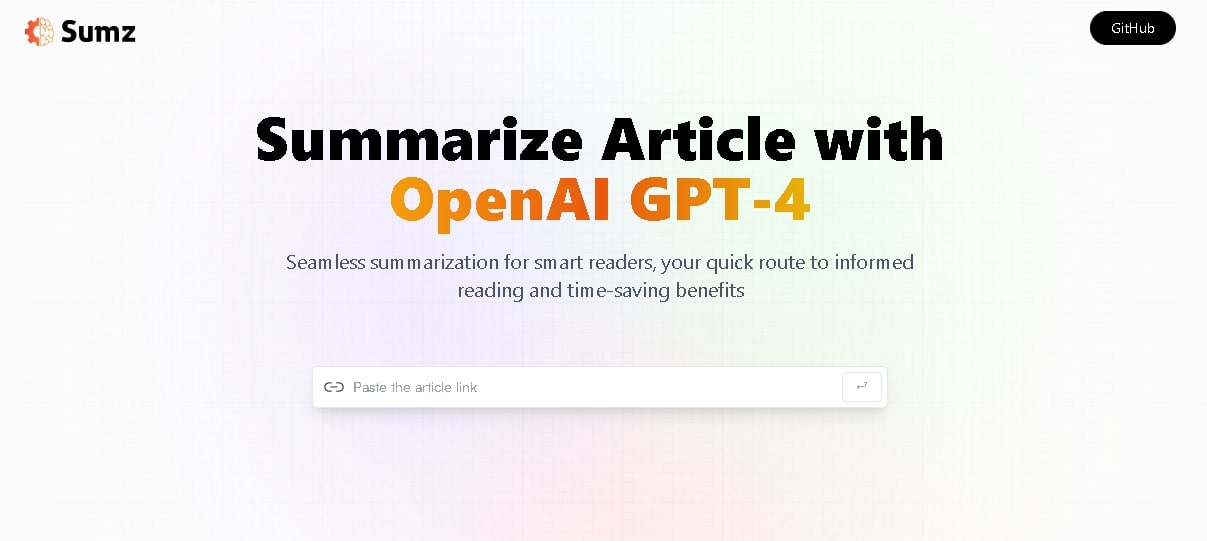 Sumz
GitHub
Summarize Article with
OpenAI GPT-4
Seamless summarization for smart readers, your quick route to informed
reading and time-saving benefits
Paste the article link